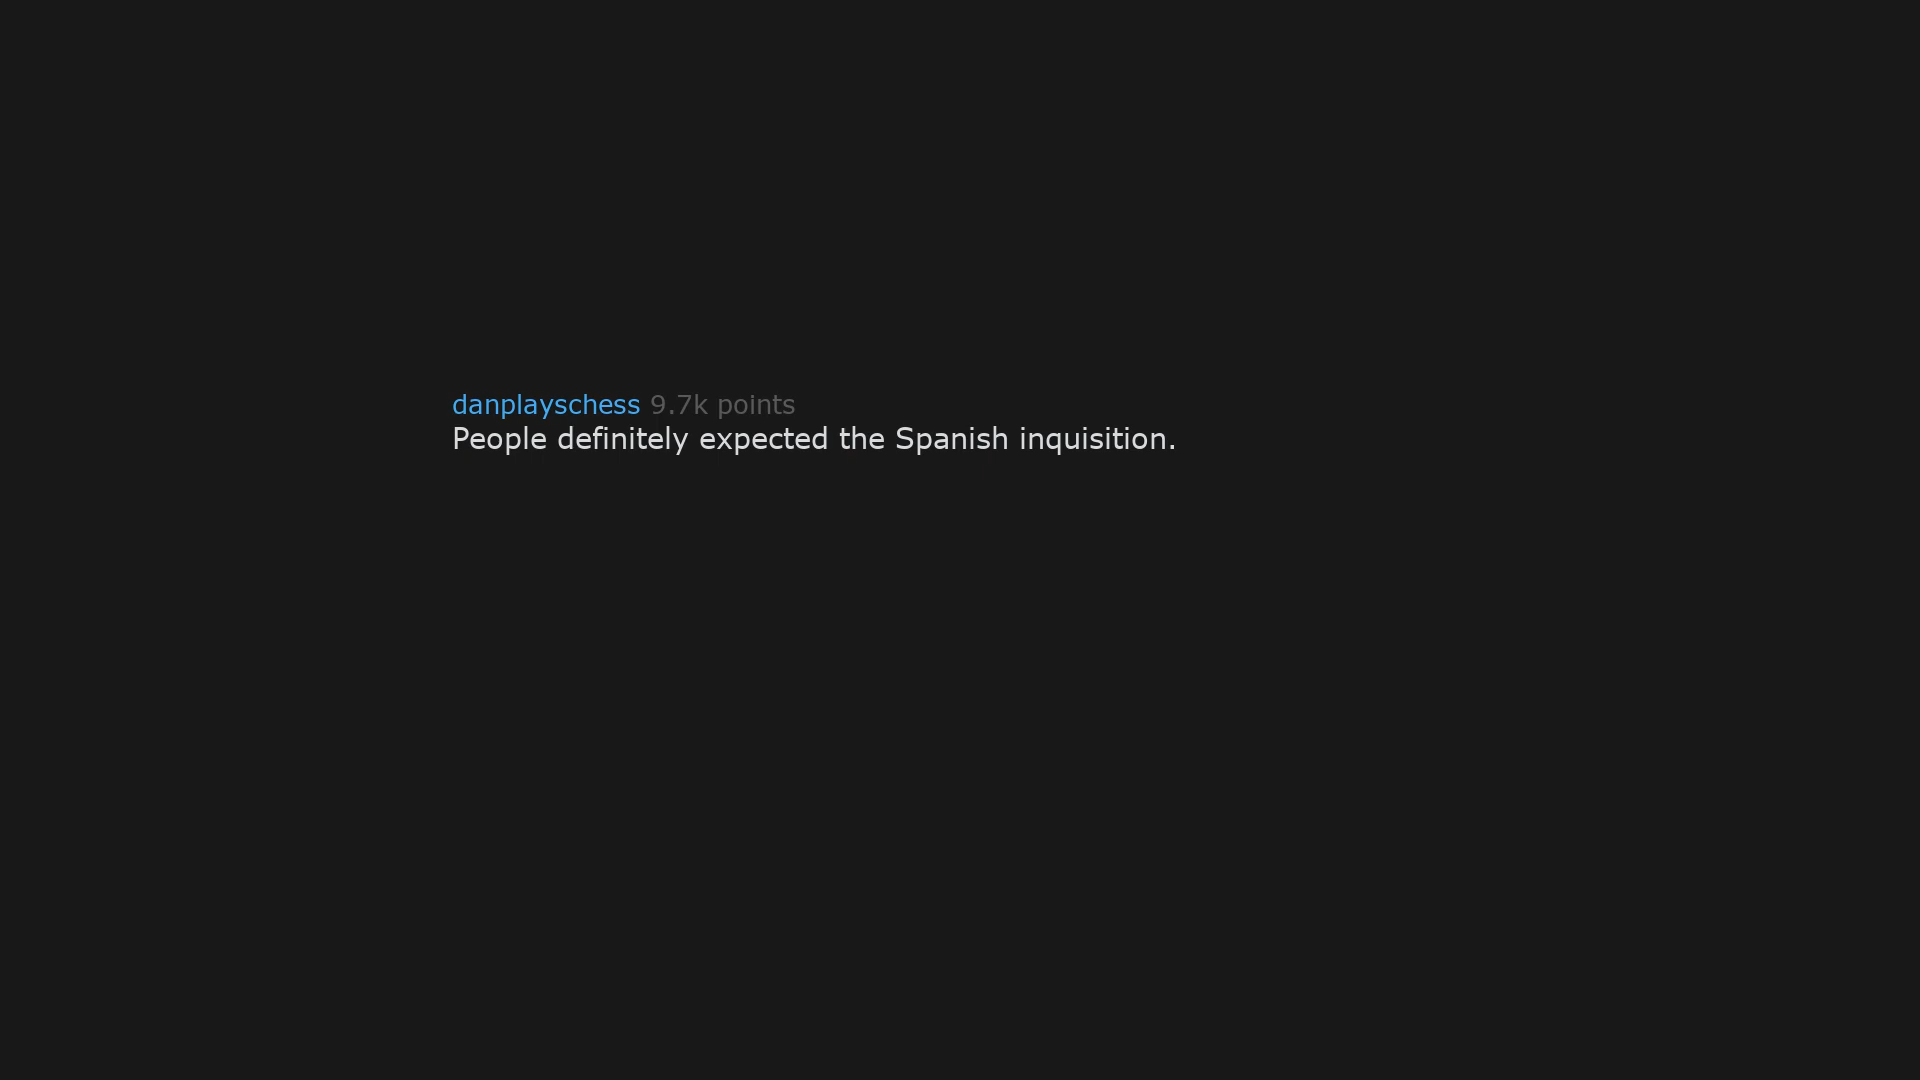 danplayschess 9.7k points
People definitely expected the Spanish inquisition.